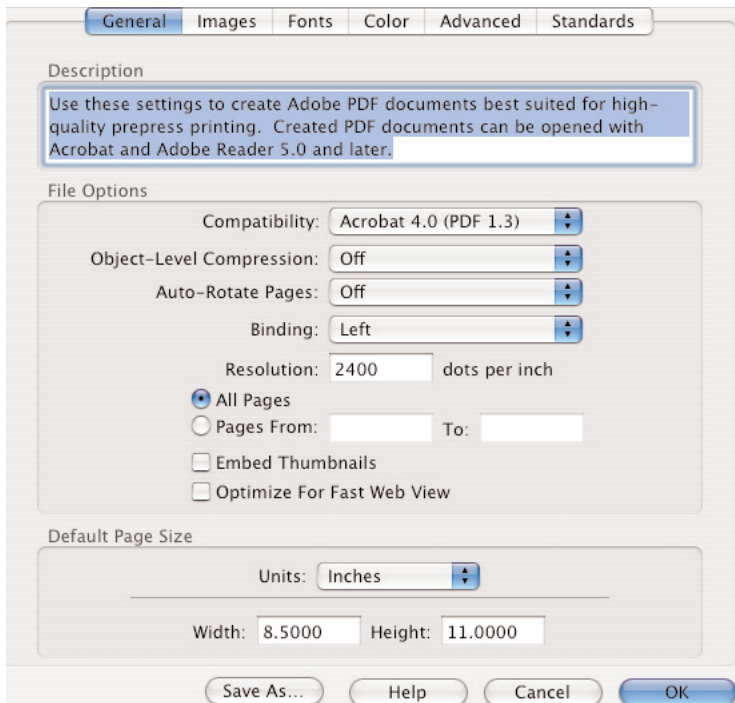 General Images Fonts Color Advanced Standards
Description
Use these settings to create Adobe PDF documents best suited for high-
quality prepress printing.  Created PDF documents can be opened with
Acrobat and Adobe Reader 5.0 and later.
File Options
Compatibility: Acrobat 4.0 (PDF 1.3)
Object-Level Compression: Off
Auto-Rotate Pages: Off
Binding: Left
Resolution: 2400 dots per inch
All Pages
Pages From: To:
Embed Thumbnails
Optimize For Fast Web View
Default Page Size
Units: Inches
Width: 8.5000 Height: 11.0000
Save As... Help Cancel OK